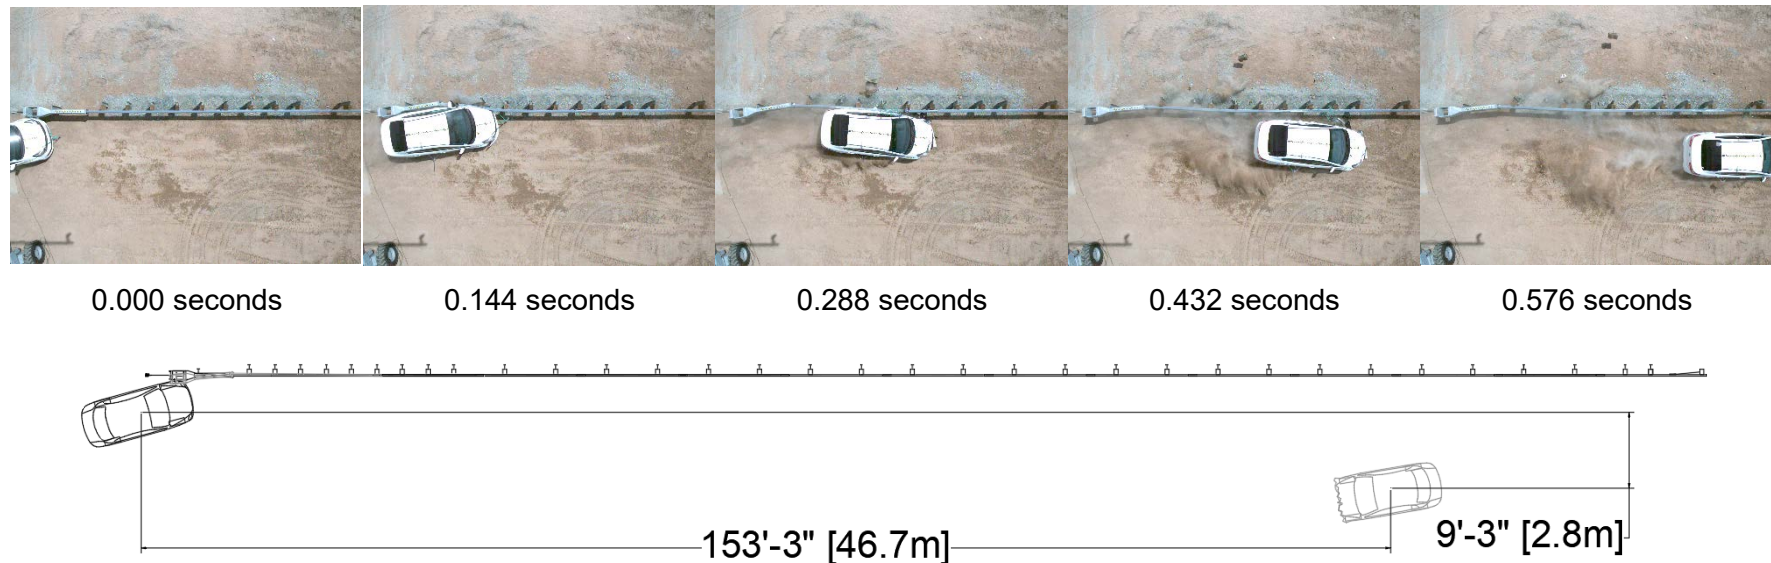 0.000 seconds
0.144 seconds
0.288 seconds
0.432 seconds
0.576 seconds
153'-3" [46.7m]
9'-3" [2.8m]